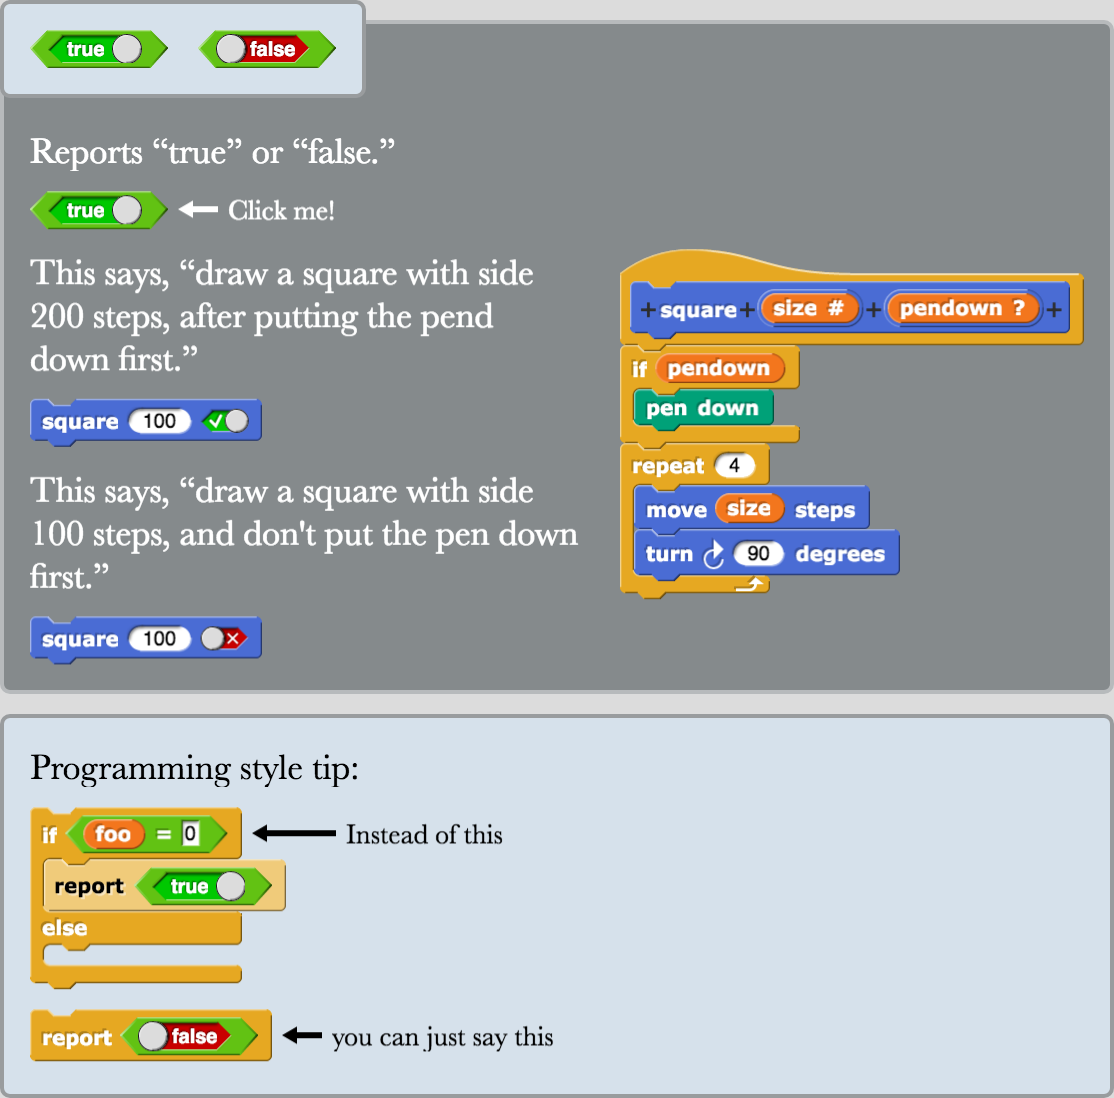 true false
Reports “true” or “false.”
true Click me!
This says, “draw a square with side
200 steps, after putting the pend
down first.”
square 100
This says, “draw a square with side
100 steps, and don't put the pen down
first.”
square 100
+ square + size # + pendown ? +
if pendown
pen down
repeat 4
move size steps
turn 90 degrees
Programming style tip:
if foo = 0 Instead of this
report true
else
report false you can just say this